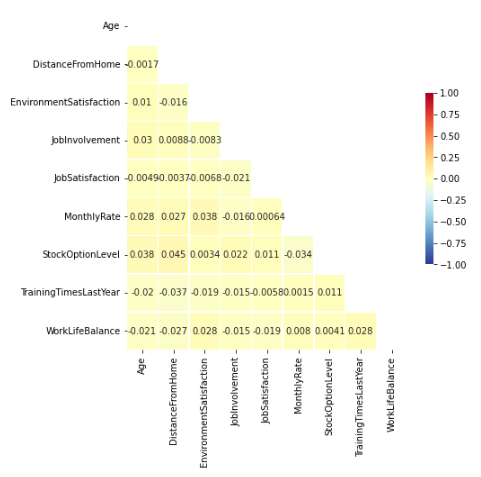 Age
DistanceFromHome -0.0017
EnvironmentSatisfaction 0.01 -0.016
JobInvolvement 0.03 0.0088 -0.0083
JobSatisfaction -0.0049 -0.0037 -0.0068 -0.021
MonthlyRate 0.028 0.027 0.038 -0.016 0.00064
StockOptionLevel 0.038 0.045 0.0034 0.022 0.011 -0.034
TrainingTimesLastYear -0.02 -0.037 -0.019 -0.015 -0.0058 0.0015 0.011
WorkLifeBalance -0.021 -0.027 0.028 -0.015 -0.019 0.008 0.0041 0.028
Age
DistanceFromHome
EnvironmentSatisfaction
JobInvolvement
JobSatisfaction
MonthlyRate
StockOptionLevel
TrainingTimesLastYear
WorkLifeBalance
1.00
0.75
0.50
0.25
0.00
−0.25
−0.50
−0.75
−1.00